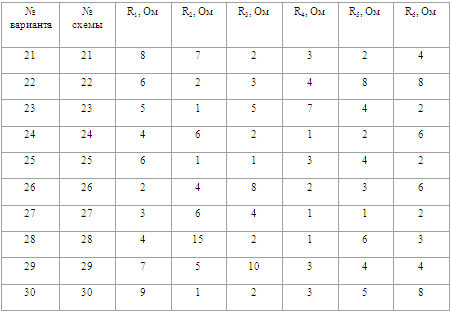 № варианта № схемы R1, Ом R2, Ом R3, Ом R4, Ом R5, Ом R6, Ом
21 21 8 7 2 3 2 4
22 22 6 2 3 4 8 8
23 23 5 1 5 7 4 2
24 24 4 6 2 1 2 6
25 25 6 1 1 3 4 2
26 26 2 4 8 2 3 6
27 27 3 6 4 1 1 2
28 28 4 15 2 1 6 3
29 29 7 5 10 3 4 4
30 30 9 1 2 3 5 8